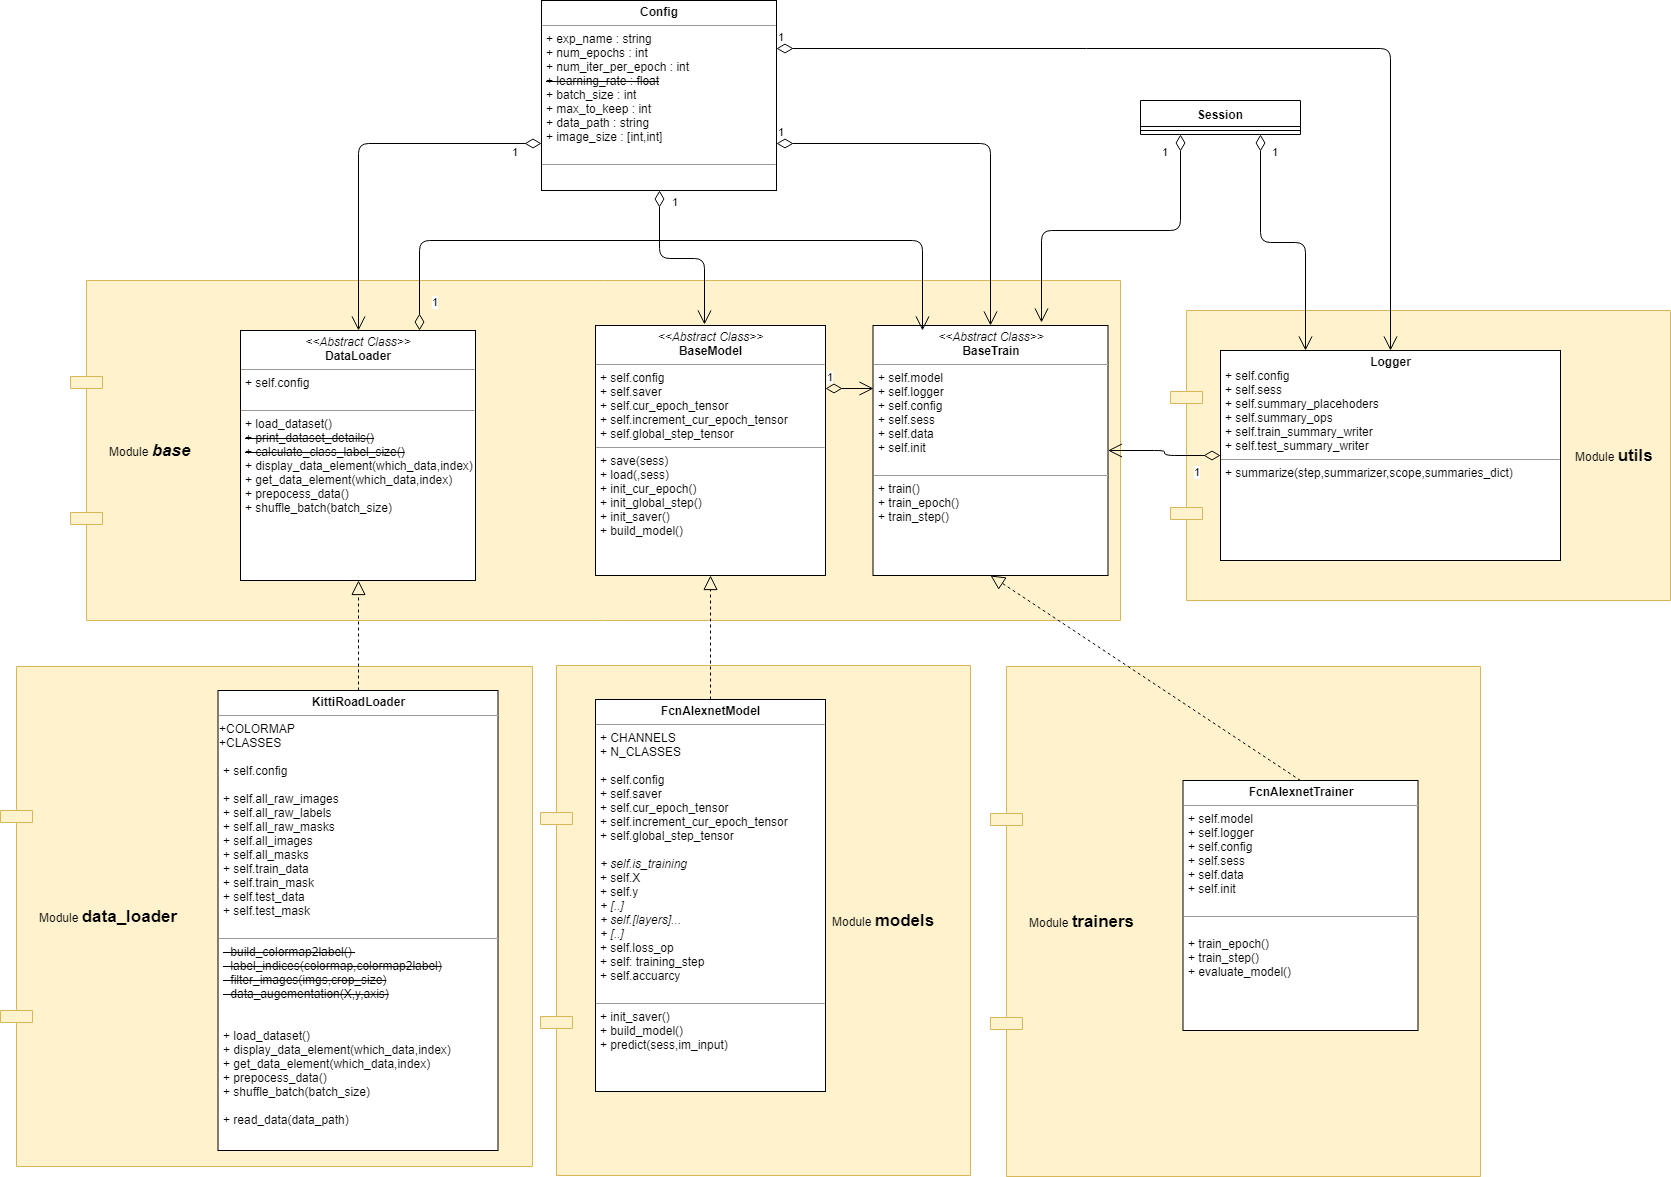 Config
+ exp_name : string
+ num_epochs : int
+ num_iter_per_epoch : int
+ learning_rate : float
+ batch_size : int
+ max_to_keep : int
+ data_path : string
+ image_size : [int,int]
1
1
1
1
Session
1
1
Module base
<<Abstract Class>>
DataLoader
+ self.config
+ load_dataset()
+ print_dataset_details()
+ calculate_class_label_size()
+ display_data_element(which_data,index)
+ get_data_element(which_data,index)
+ prepocess_data()
+ shuffle_batch(batch_size)
1
<<Abstract Class>>
BaseModel
+ self.config
+ self.saver
+ self.cur_epoch_tensor
+ self.increment_cur_epoch_tensor
+ self.global_step_tensor
+ save(sess)
+ load(,sess)
+ init_cur_epoch()
+ init_global_step()
+ init_saver()
+ build_model()
1
<<Abstract Class>>
BaseTrain
+ self.model
+ self.logger
+ self.config
+ self.sess
+ self.data
+ self.init
+ train()
+ train_epoch()
+ train_step()
Logger
+ self.config
+ self.sess
+ self.summary_placehoders
+ self.summary_ops
+ self.train_summary_writer
+ self.test_summary_writer
+ summarize(step,summarizer,scope,summaries_dict)
1
Module utils
Module data_loader
KittiRoadLoader
+COLORMAP
+CLASSES
+ self.config
+ self.all_raw_images
+ self.all_raw_labels
+ self.all_raw_masks
+ self.all_images
+ self.all_masks
+ self.train_data
+ self.train_mask
+ self.test_data
+ self.test_mask
- build_colormap2label()
- label_indices(colormap,colormap2label)
- filter_images(imgs,crop_size)
- data_augementation(X,y,axis)
+ load_dataset()
+ display_data_element(which_data,index)
+ get_data_element(which_data,index)
+ prepocess_data()
+ shuffle_batch(batch_size)
+ read_data(data_path)
FcnAlexnetModel
+ CHANNELS
+ N_CLASSES
+ self.config
+ self.saver
+ self.cur_epoch_tensor
+ self.increment_cur_epoch_tensor
+ self.global_step_tensor
+ self.is_training
+ self.X
+ self.y
+ [..]
+ self.[layers]...
+ [..]
+ self.loss_op
+ self: training_step
+ self.accuarcy
+ init_saver()
+ build_model()
+ predict(sess,im_input)
Module models
Module trainers
FcnAlexnetTrainer
+ self.model
+ self.logger
+ self.config
+ self.sess
+ self.data
+ self.init
+ train_epoch()
+ train_step()
+ evaluate_model()